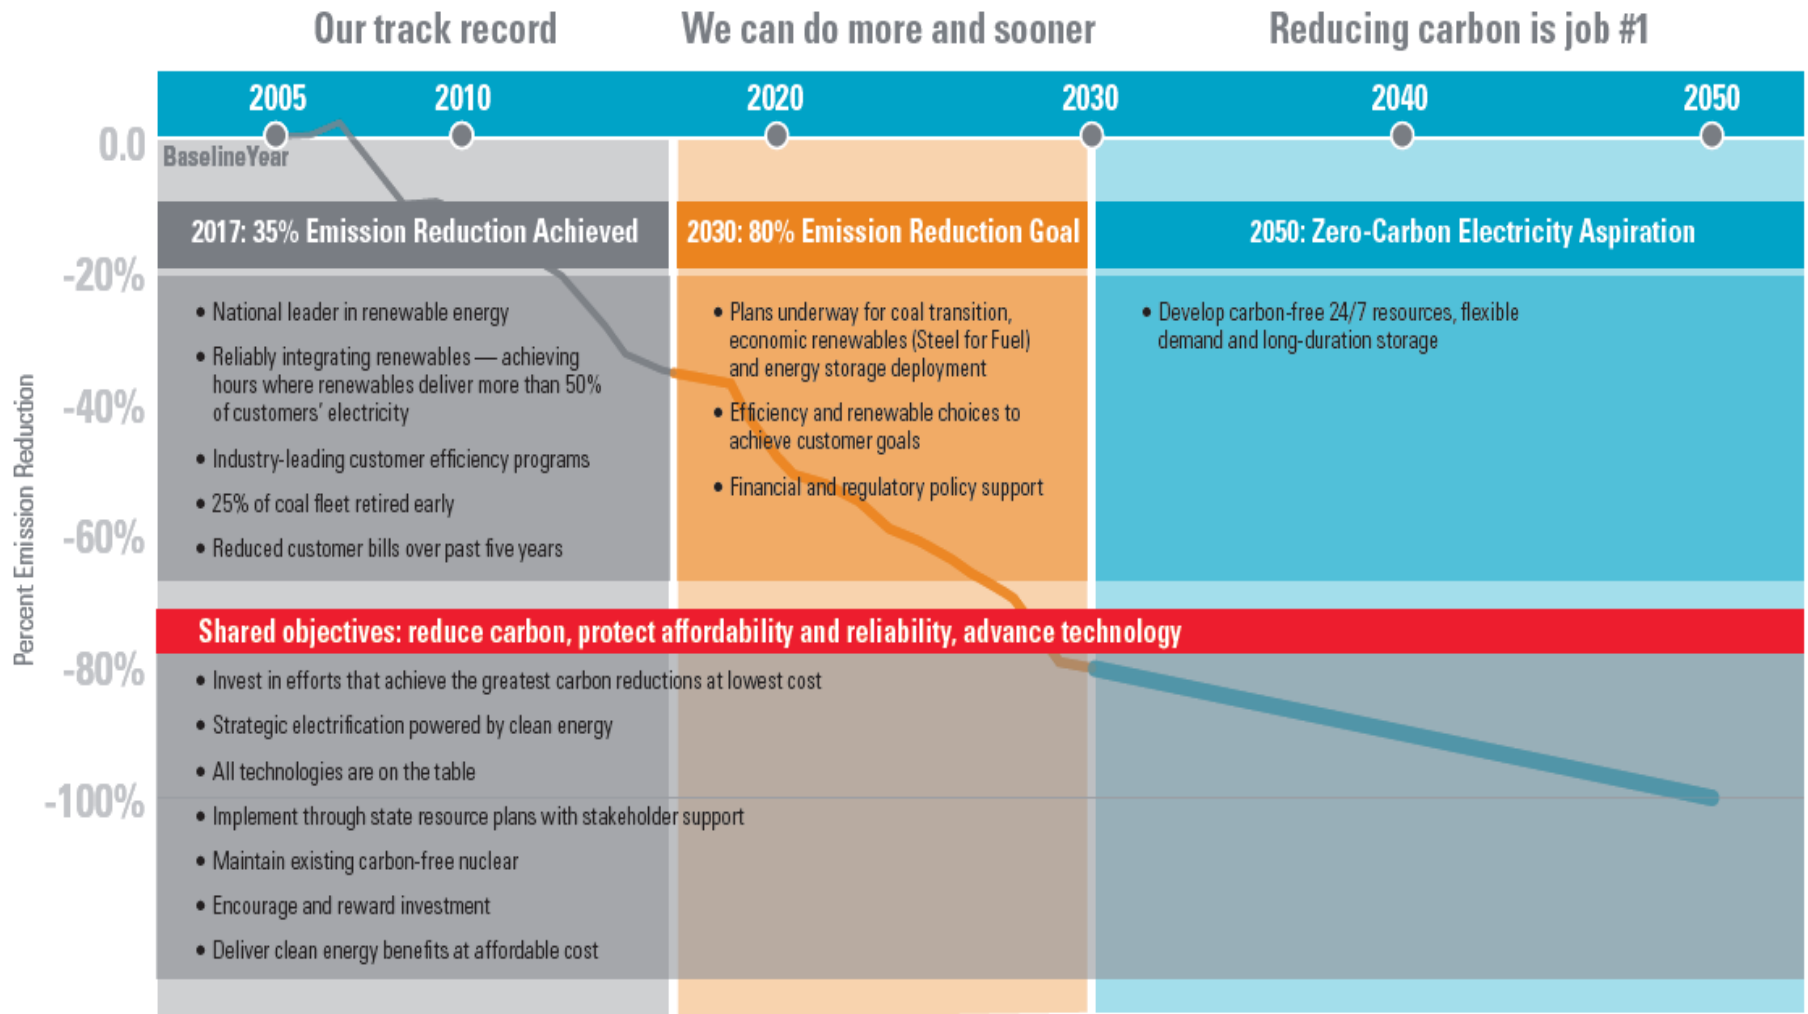 Our track record
We can do more and sooner
Reducing carbon is job #1
2005
2010
2020
2030
2040
2050
0.0
-20%
-40%
-60%
-80%
-100%
Percent Emission Reduction
BaselineYear
2017: 35% Emission Reduction Achieved
• National leader in renewable energy
• Reliably integrating renewables — achieving
hours where renewables deliver more than 50%
of customers' electricity
• Industry-leading customer efficiency programs
• 25% of coal fleet retired early
• Reduced customer bills over past five years
2030: 80% Emission Reduction Goal
• Plans underway for coal transition,
economic renewables (Steel for Fuel)
and energy storage deployment
• Efficiency and renewable choices to
achieve customer goals
• Financial and regulatory policy support
2050: Zero-Carbon Electricity Aspiration
• Develop carbon-free 24/7 resources, flexible
demand and long-duration storage
Shared objectives: reduce carbon, protect affordability and reliability, advance technology
• Invest in efforts that achieve the greatest carbon reductions at lowest cost
• Strategic electrification powered by clean energy
• All technologies are on the table
• Implement through state resource plans with stakeholder support
• Maintain existing carbon-free nuclear
• Encourage and reward investment
• Deliver clean energy benefits at affordable cost